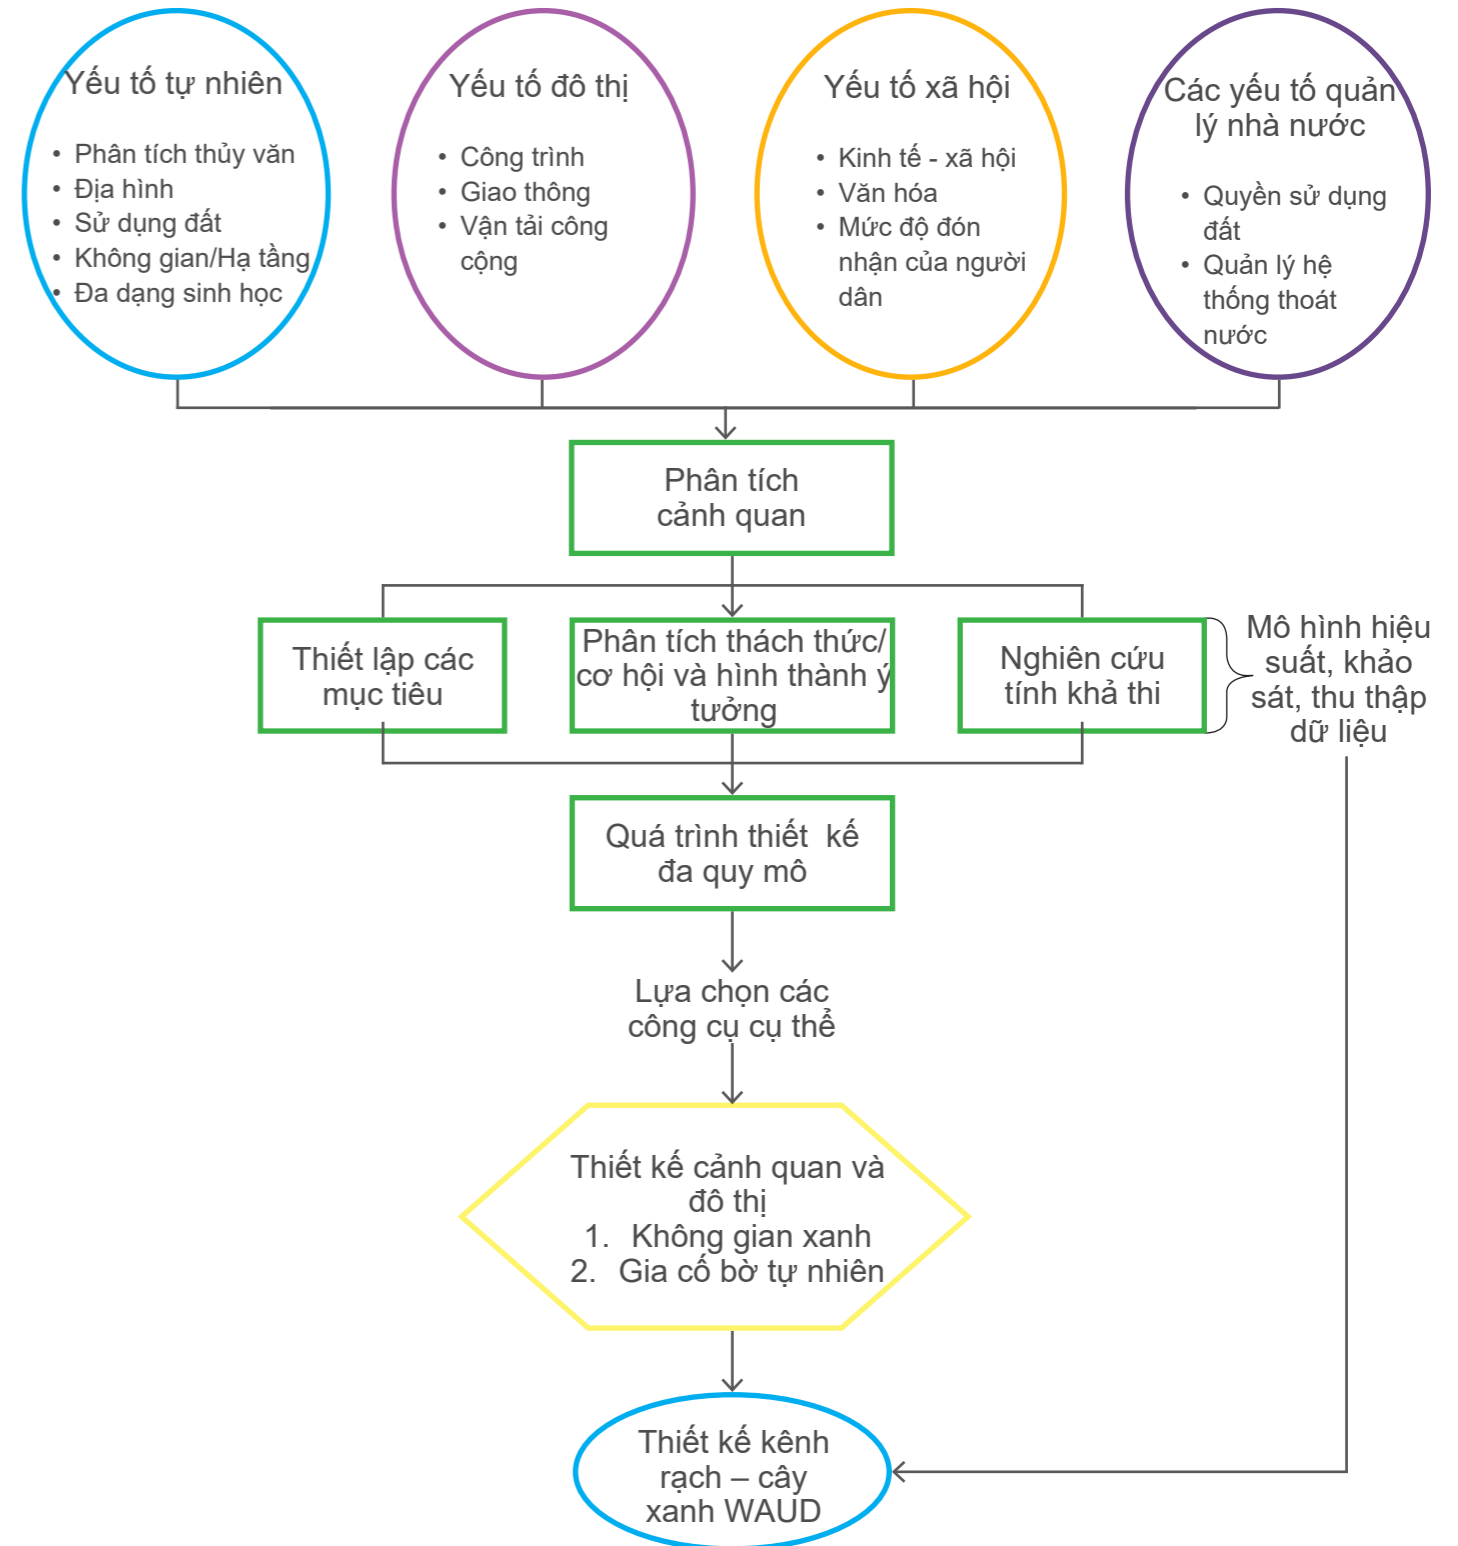 Yếu tố tự nhiên
• Phân tích thủy văn
• Địa hình
• Sử dụng đất
• Không gian/Hạ tầng
• Đa dạng sinh học
Yếu tố đô thị
• Công trình
• Giao thông
• Vận tải công
cộng
Yếu tố xã hội
• Kinh tế - xã hội
• Văn hóa
• Mức độ đón
nhận của người
dân
Các yếu tố quản
lý nhà nước
• Quyền sử dụng
đất
• Quản lý hệ
thống thoát
nước
Phân tích
cảnh quan
Thiết lập các
mục tiêu
Phân tích thách thức/
cơ hội và hình thành ý
tưởng
Nghiên cứu
tính khả thi
Mô hình hiệu
suất, khảo
sát, thu thập
dữ liệu
Quá trình thiết kế
đa quy mô
Lựa chọn các
công cụ cụ thể
Thiết kế cảnh quan và
đô thị
1. Không gian xanh
2. Gia cố bờ tự nhiên
Thiết kế kênh
rạch – cây
xanh WAUD